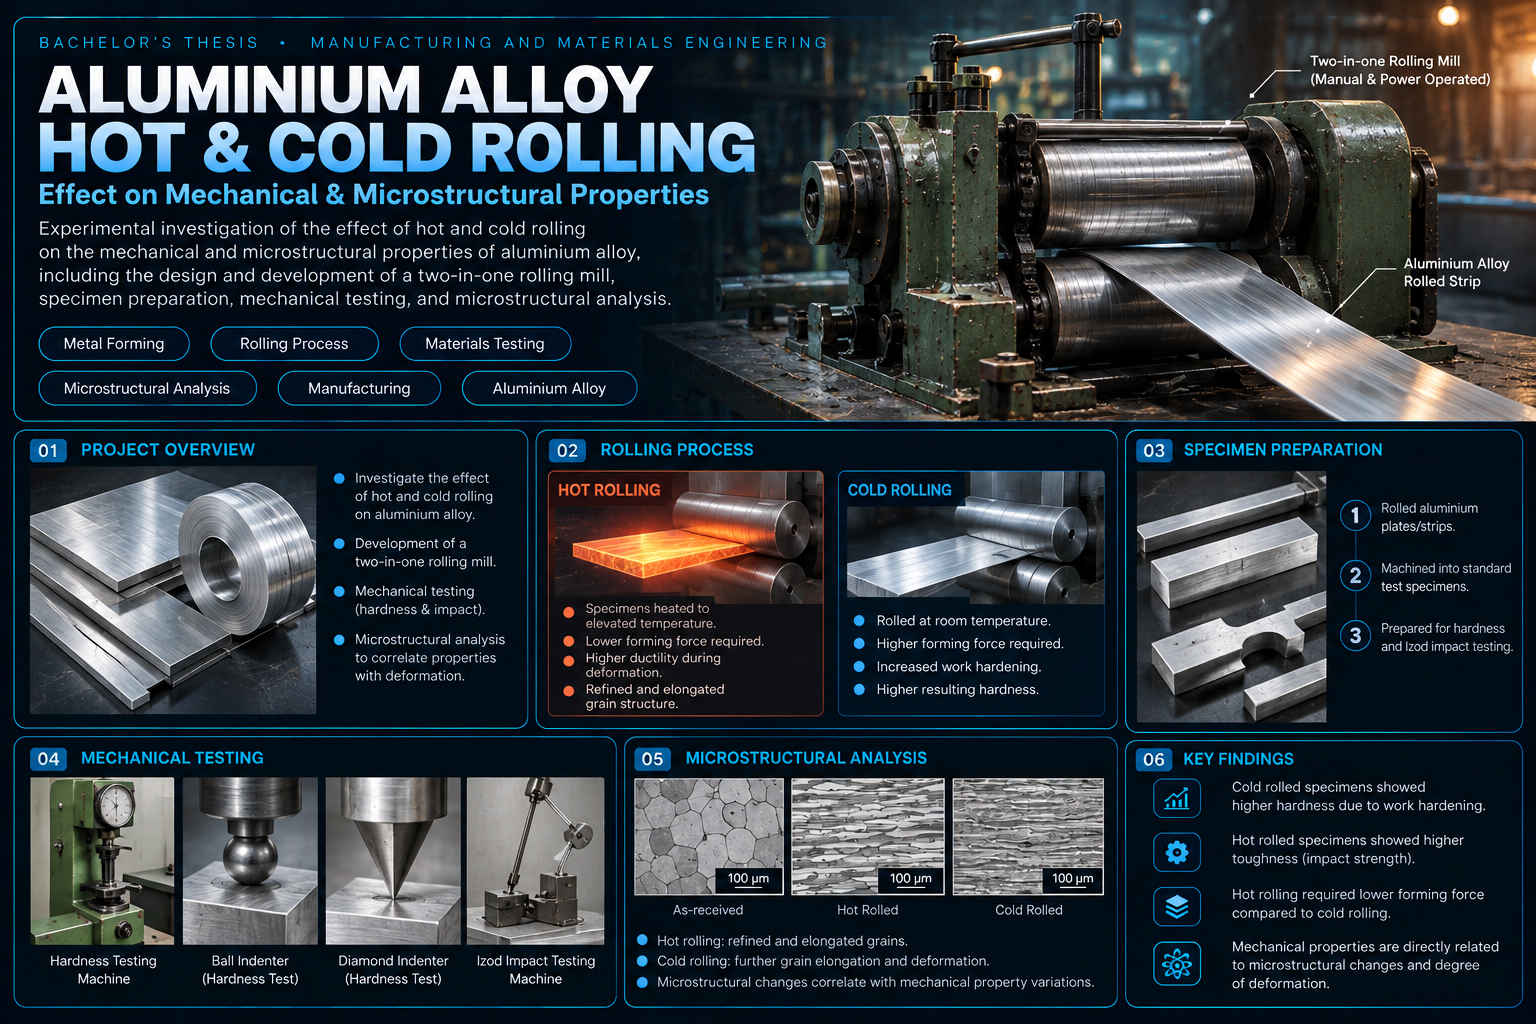 BACHELOR'S THESIS • MANUFACTURING AND MATERIALS ENGINEERING
ALUMINIUM ALLOY
HOT & COLD ROLLING
Effect on Mechanical & Microstructural Properties
Experimental investigation of the effect of hot and cold rolling
on the mechanical and microstructural properties of aluminium alloy,
including the design and development of a two-in-one rolling mill,
specimen preparation, mechanical testing, and microstructural analysis.
Metal Forming
Rolling Process
Materials Testing
Microstructural Analysis
Manufacturing
Aluminium Alloy
Two-in-one Rolling Mill
(Manual & Power Operated)
Aluminium Alloy
Rolled Strip
01 PROJECT OVERVIEW
Investigate the effect
of hot and cold rolling
on aluminium alloy.
Development of a
two-in-one rolling mill.
Mechanical testing
(hardness & impact).
Microstructural analysis
to correlate properties
with deformation.
02 ROLLING PROCESS
HOT ROLLING
Specimens heated to
elevated temperature.
Lower forming force required.
Higher ductility during
deformation.
Refined and elongated
grain structure.
COLD ROLLING
Rolled at room temperature.
Higher forming force required.
Increased work hardening.
Higher resulting hardness.
03 SPECIMEN PREPARATION
1 Rolled aluminium
plates/strips.
2 Machined into standard
test specimens.
3 Prepared for hardness
and Izod impact testing.
04 MECHANICAL TESTING
Hardness Testing
Machine
Ball Indenter
(Hardness Test)
Diamond Indenter
(Hardness Test)
Izod Impact Testing
Machine
05 MICROSTRUCTURAL ANALYSIS
100 µm
100 µm
100 µm
As-received
Hot Rolled
Cold Rolled
Hot rolling: refined and elongated grains.
Cold rolling: further grain elongation and deformation.
Microstructural changes correlate with mechanical property variations.
06 KEY FINDINGS
Cold rolled specimens showed
higher hardness due to work hardening.
Hot rolled specimens showed higher
toughness (impact strength).
Hot rolling required lower forming force
compared to cold rolling.
Mechanical properties are directly related
to microstructural changes and degree
of deformation.